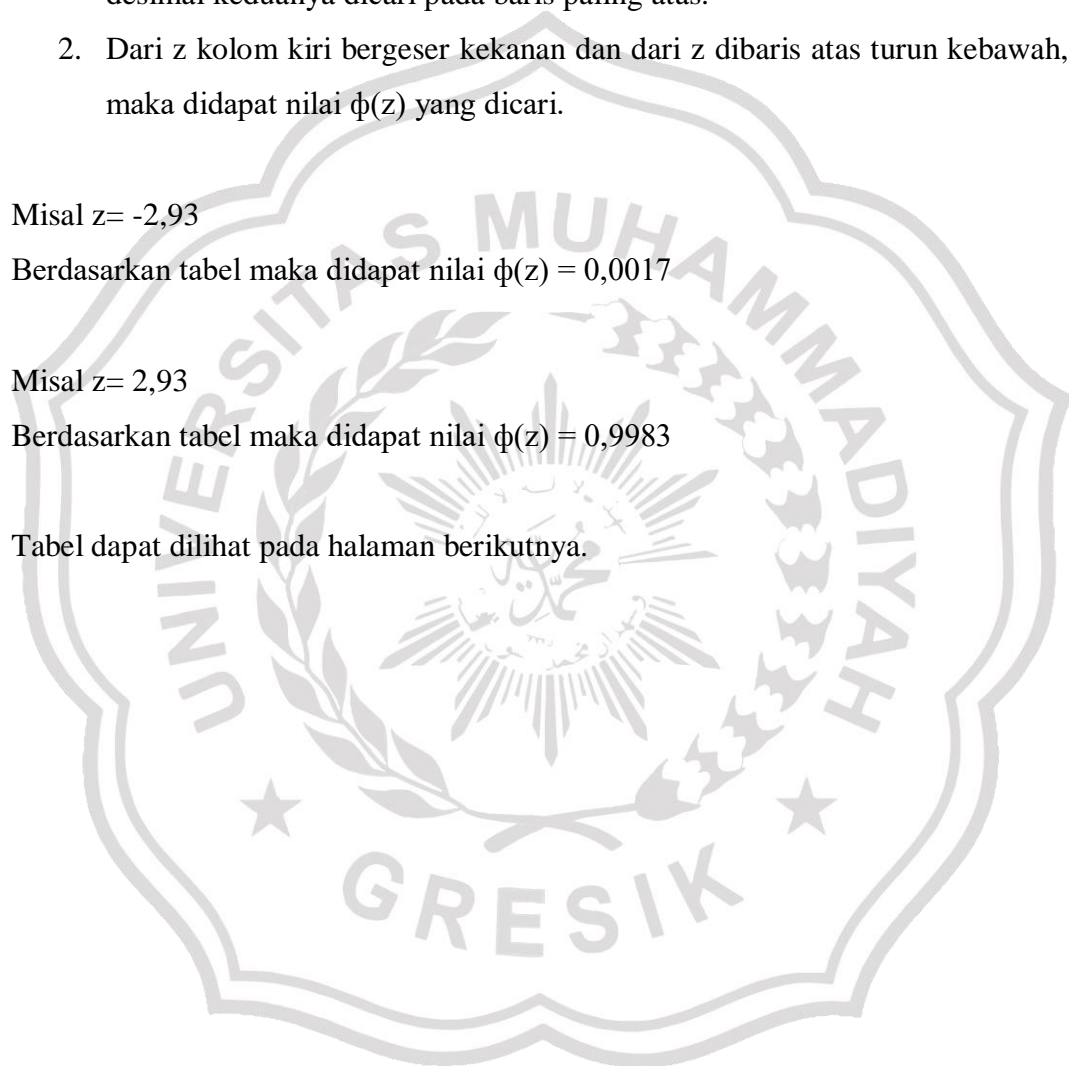 desimal keduanya dicari pada baris paling atas.
2. Dari z kolom kiri bergeser kekanan dan dari z dibaris atas turun kebawah,
maka didapat nilai ф(z) yang dicari.
Misal z= -2,93
Berdasarkan tabel maka didapat nilai ф(z) = 0,0017
Misal z= 2,93
Berdasarkan tabel maka didapat nilai ф(z) = 0,9983
Tabel dapat dilihat pada halaman berikutnya.
UNIVERSITAS MUHAMMADIYAH
GRESIK